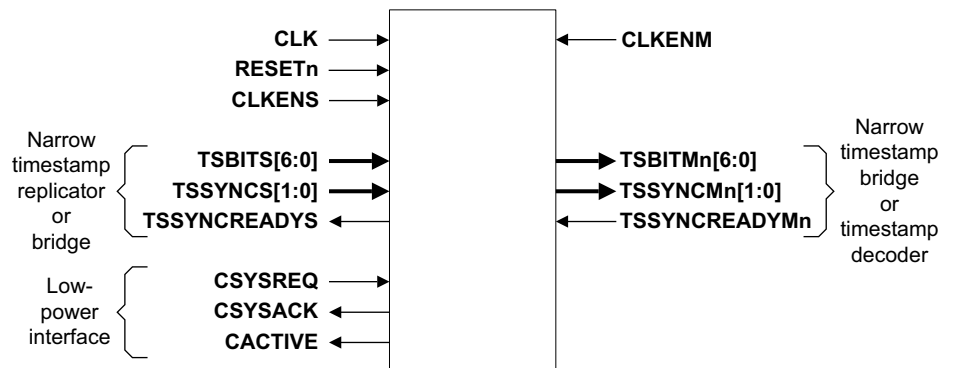 CLK
RESETn
CLKENS
CLKENM
Narrow
timestamp
replicator
or
bridge
TSBITS[6:0]
TSSYNCS[1:0]
TSSYNCREADYS
TSBITMn[6:0]
TSSYNCMn[1:0]
TSSYNCREADYMn
Narrow
timestamp
bridge
or
timestamp
decoder
Low-
power
interface
CSYSREQ
CSYSACK
CACTIVE